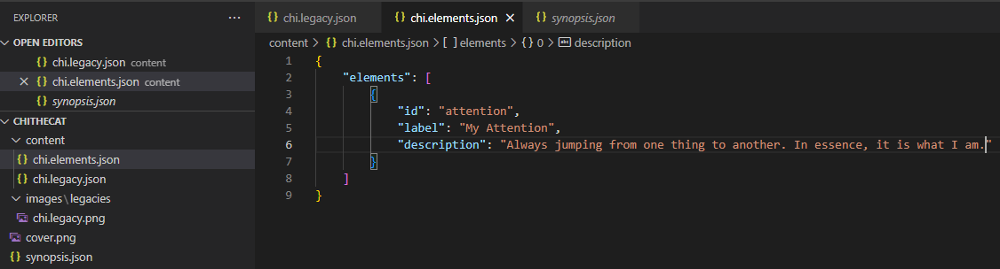 EXPLORER ...
OPEN EDITORS
{} chi.legacy.json content
× {} chi.elements.json content
{} synopsis.json
CHITHECAT
content
{} chi.elements.json
{} chi.legacy.json
images\legacies
chi.legacy.png
cover.png
{} synopsis.json
{} chi.legacy.json {} chi.elements.json × {} synopsis.json
content > {} chi.elements.json > [ ] elements > {} 0 > abc description
1 {
2 "elements": [
3 {
4 "id": "attention",
5 "label": "My Attention",
6 "description": "Always jumping from one thing to another. In essence, it is what I am."
7 }
8 ]
9 }